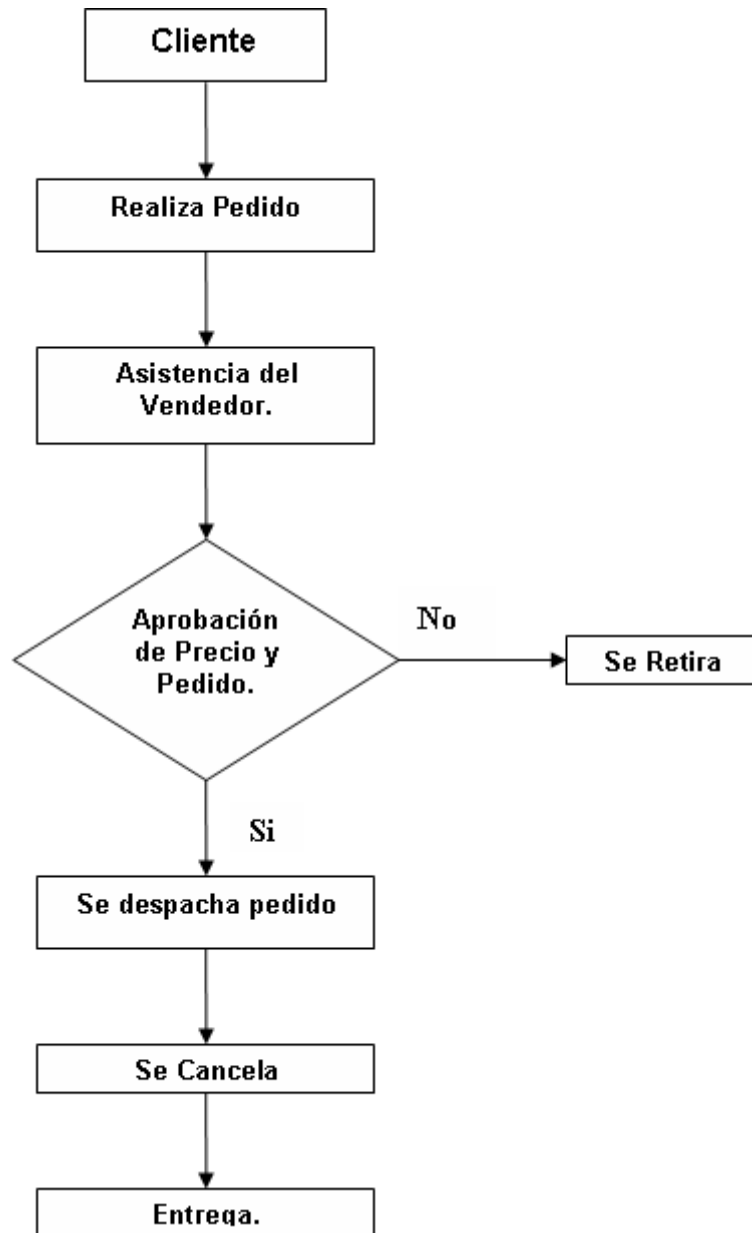 Cliente
Realiza Pedido
Asistencia del
Vendedor.
Aprobación
de Precio y
Pedido.
No
Se Retira
Si
Se despacha pedido
Se Cancela
Entrega.